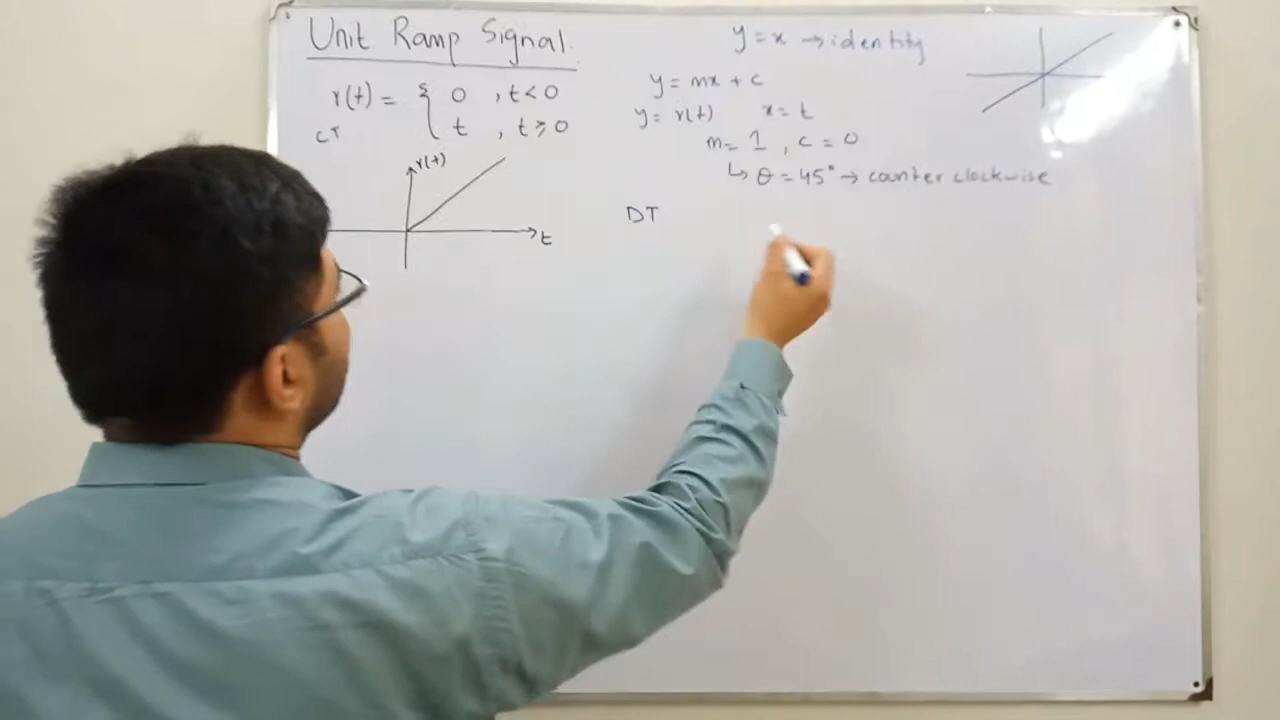 Unit Ramp Signal.
r(t) = { 0 , t < 0
t , t ≥ 0
CT
r(t)
t
y = x → identity
y = mx + c
y = r(t) x = t
m = 1 , c = 0
↳ θ = 45° → counter clockwise
DT